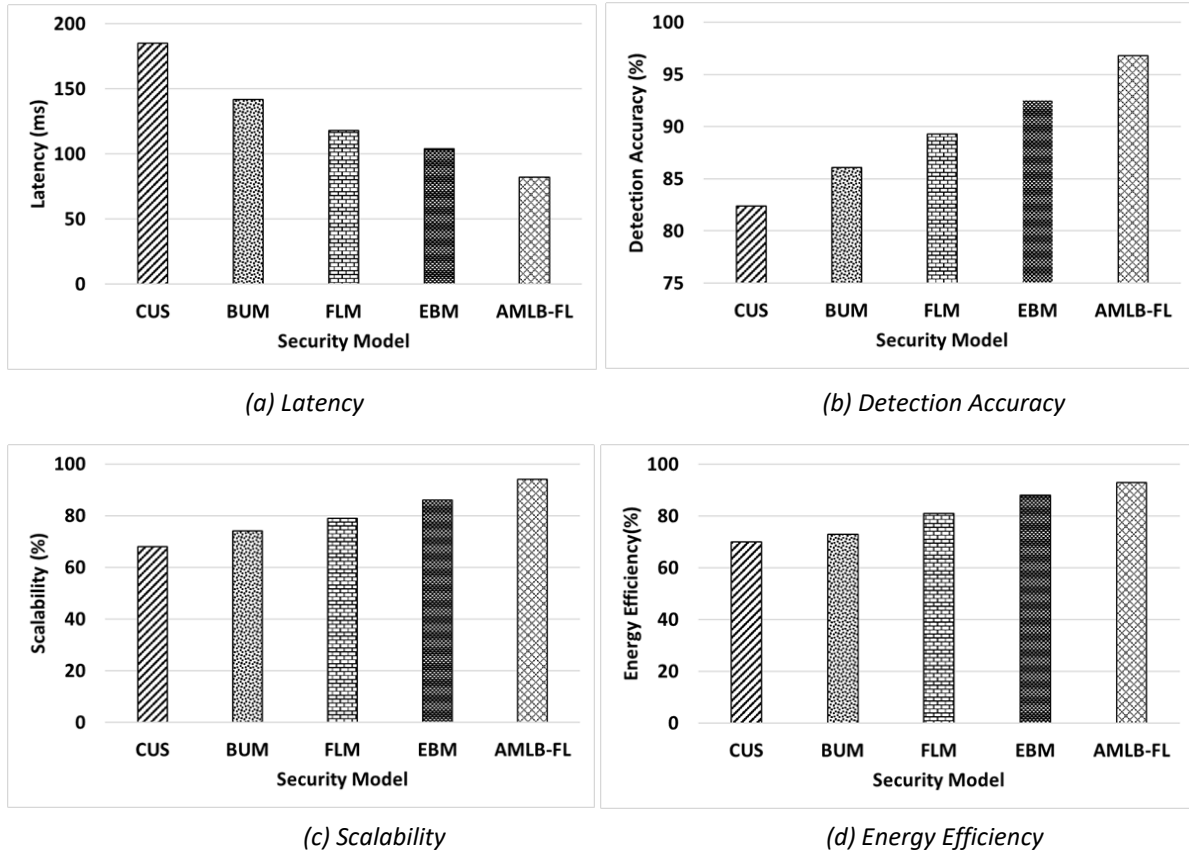 200
150
100
50
0
Latency (ms)
CUS BUM FLM EBM AMLB-FL
Security Model
(a) Latency
100
95
90
85
80
75
Detection Accuracy (%)
CUS BUM FLM EBM AMLB-FL
Security Model
(b) Detection Accuracy
100
80
60
40
20
0
Scalability (%)
CUS BUM FLM EBM AMLB-FL
Security Model
(c) Scalability
100
80
60
40
20
0
Energy Efficiency(%)
CUS BUM FLM EBM AMLB-FL
Security Model
(d) Energy Efficiency